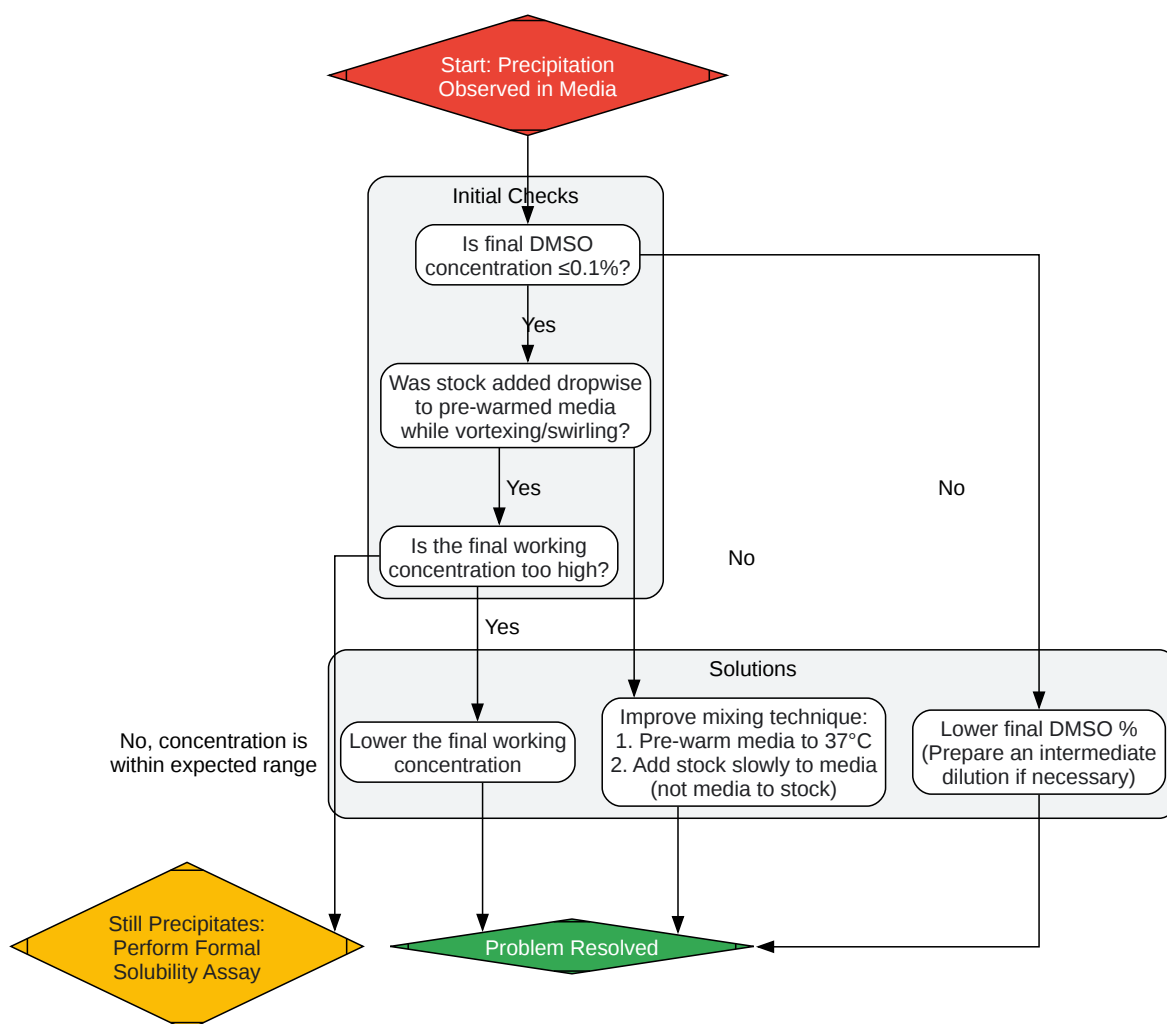 Start: Precipitation
Observed in Media
Initial Checks
Is final DMSO
concentration ≤0.1%?
Yes
Was stock added dropwise
to pre-warmed media
while vortexing/swirling?
Yes
No
Is the final working
concentration too high?
No
Yes
Solutions
No, concentration is
within expected range
Lower the final working
concentration
Improve mixing technique:
1. Pre-warm media to 37°C
2. Add stock slowly to media
(not media to stock)
Lower final DMSO %
(Prepare an intermediate
dilution if necessary)
Still Precipitates:
Perform Formal
Solubility Assay
Problem Resolved